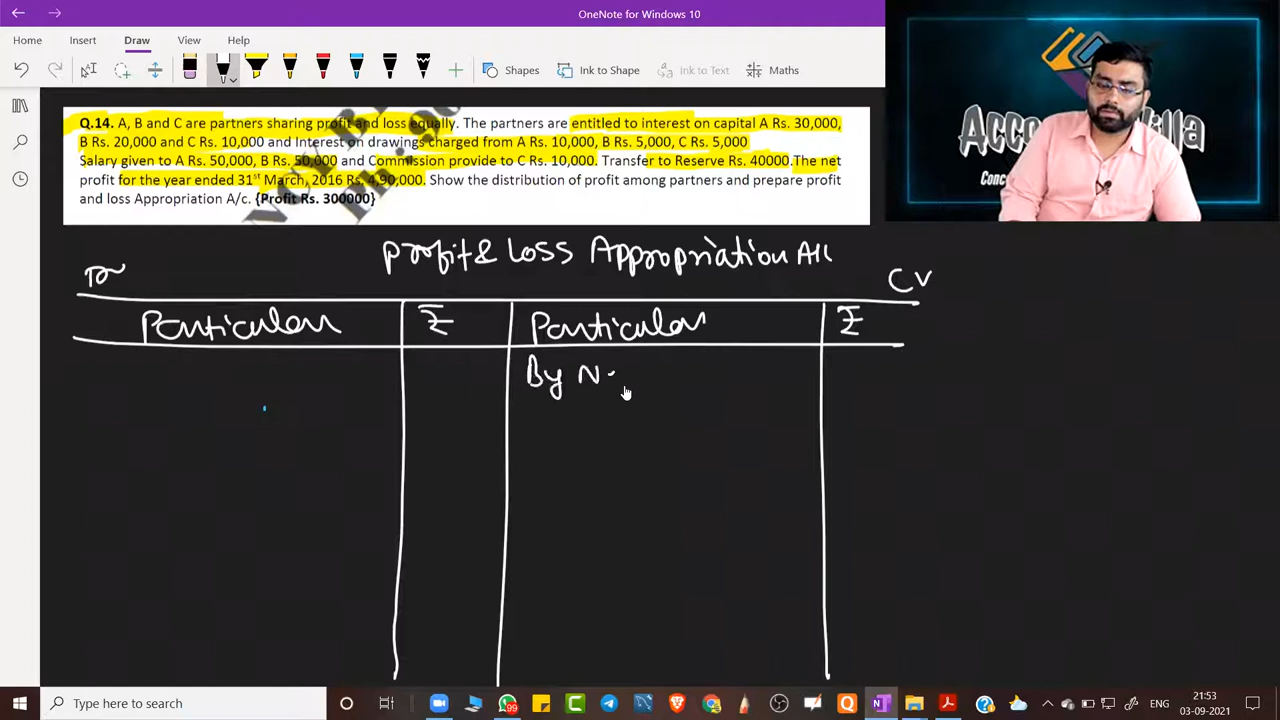 OneNote for Windows 10
Home Insert Draw View Help
Shapes Ink to Shape Ink to Text Maths
Q.14. A, B and C are partners sharing profit and loss equally. The partners are entitled to interest on capital A Rs. 30,000,
B Rs. 20,000 and C Rs. 10,000 and Interest on drawings charged from A Rs. 10,000, B Rs. 5,000, C Rs. 5,000
Salary given to A Rs. 50,000, B Rs. 50,000 and Commission provide to C Rs. 10,000. Transfer to Reserve Rs. 40000.The net
profit for the year ended 31st March, 2016 Rs. 4,90,000. Show the distribution of profit among partners and prepare profit
and loss Appropriation A/c. {Profit Rs. 300000}
Profit & Loss Appropriation A/c
Dr Cr
Particular ₹ Particular ₹
By N.
Type here to search
99
ENG
21:53
03-09-2021